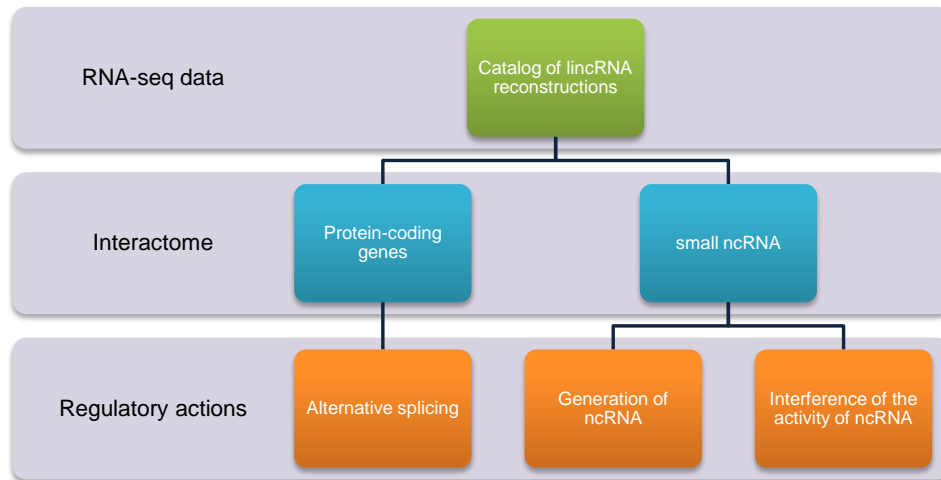 RNA-seq data
Catalog of lincRNA
reconstructions
Interactome
Protein-coding
genes
small ncRNA
Regulatory actions
Alternative splicing
Generation of
ncRNA
Interference of the
activity of ncRNA